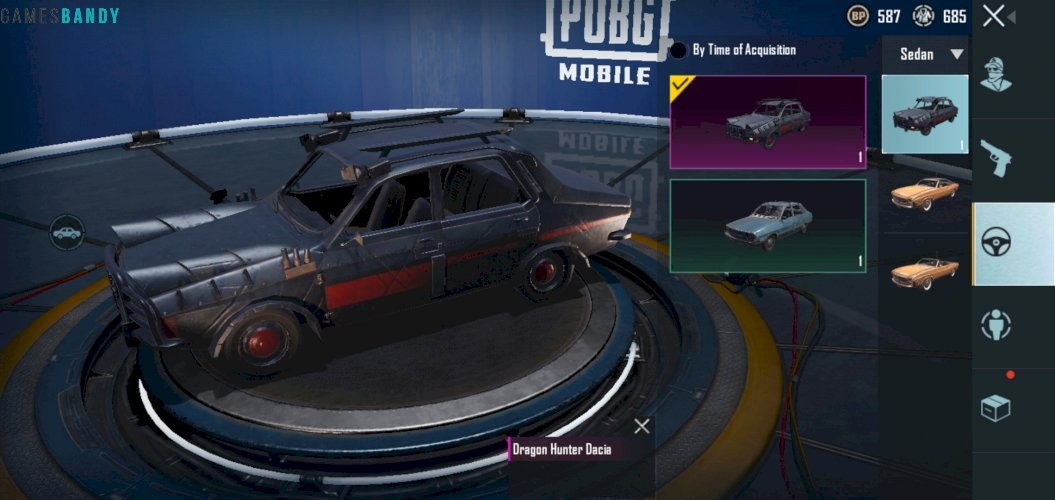 GAMESBANDY
PUBG
MOBILE
BP 587 685
By Time of Acquisition
Sedan
1
1
1
Dragon Hunter Dacia